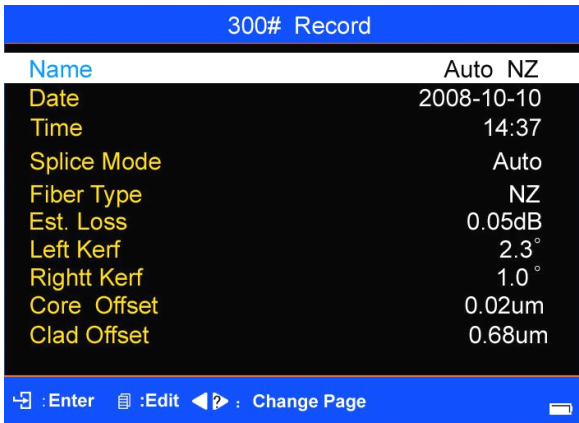 300# Record
Name Auto NZ
Date 2008-10-10
Time 14:37
Splice Mode Auto
Fiber Type NZ
Est. Loss 0.05dB
Left Kerf 2.3°
Rightt Kerf 1.0°
Core Offset 0.02um
Clad Offset 0.68um
:Enter :Edit ? : Change Page